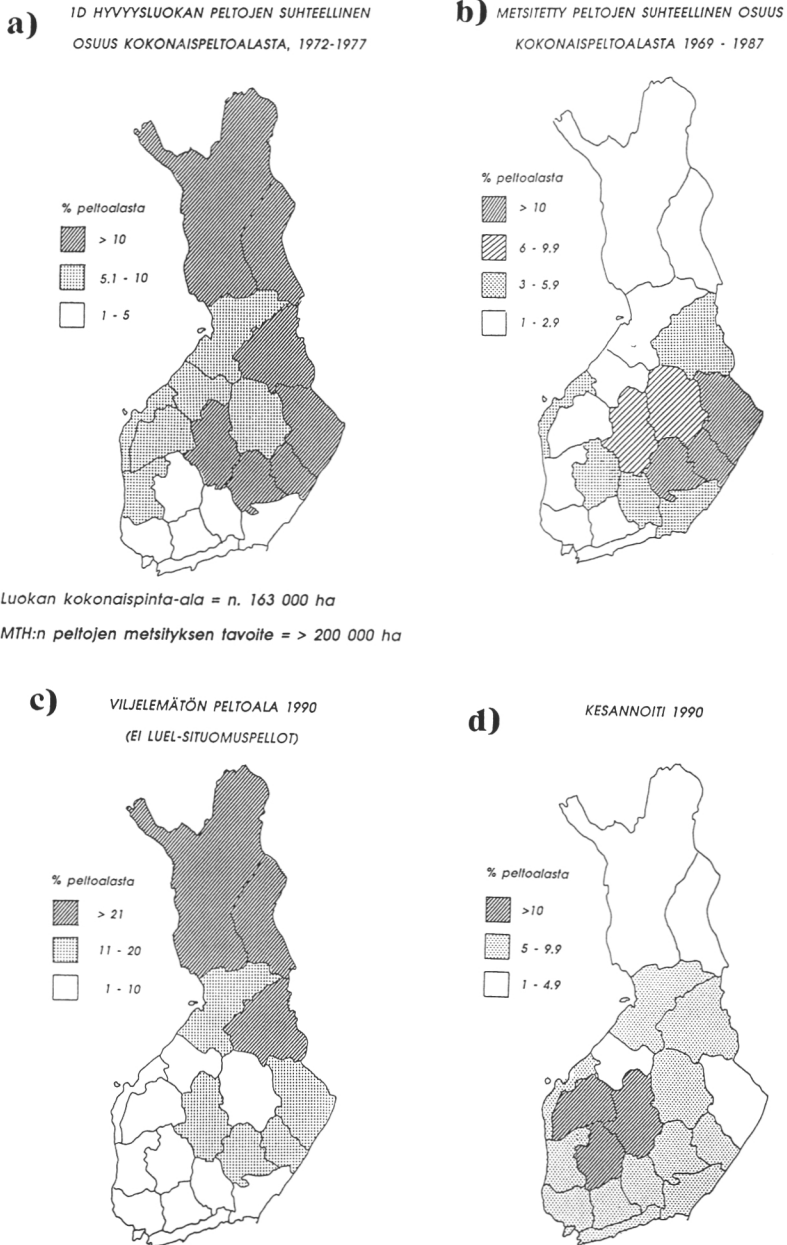 a)
1D HYVYYSLUOKAN PELTOJEN SUHTEELLINEN
OSUUS KOKONAISPELTOALASTA, 1972-1977
% peltoalasta
> 10
5.1 - 10
1 - 5
b)
METSITETTY PELTOJEN SUHTEELLINEN OSUUS
KOKONAISPELTOALASTA 1969 - 1987
% peltoalasta
> 10
6 - 9.9
3 - 5.9
1 - 2.9
Luokan kokonaispinta-ala = n. 163 000 ha
MTH:n peltojen metsityksen tavoite = > 200 000 ha
c)
VILJELEMÄTÖN PELTOALA 1990
(EI LUEL-SITUOMUSPELLOT)
% peltoalasta
> 21
11 - 20
1 - 10
d)
KESANNOITI 1990
% peltoalasta
>10
5 - 9.9
1 - 4.9